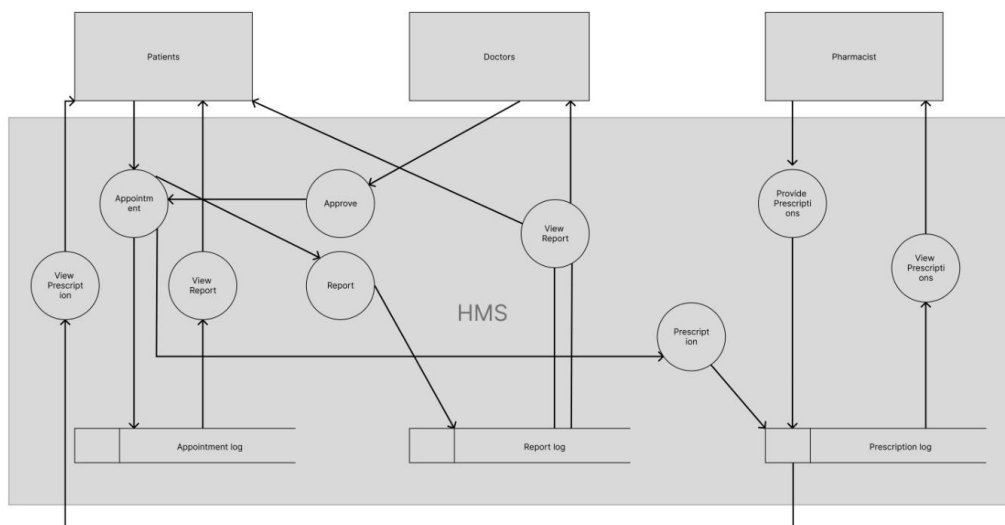 Patients
Doctors
Pharmacist
Appointm
ent
Approve
Provide
Prescripti
ons
View
Report
View
Prescript
ion
View
Report
Report
View
Prescripti
ons
HMS
Prescript
ion
Appointment log
Report log
Prescription log